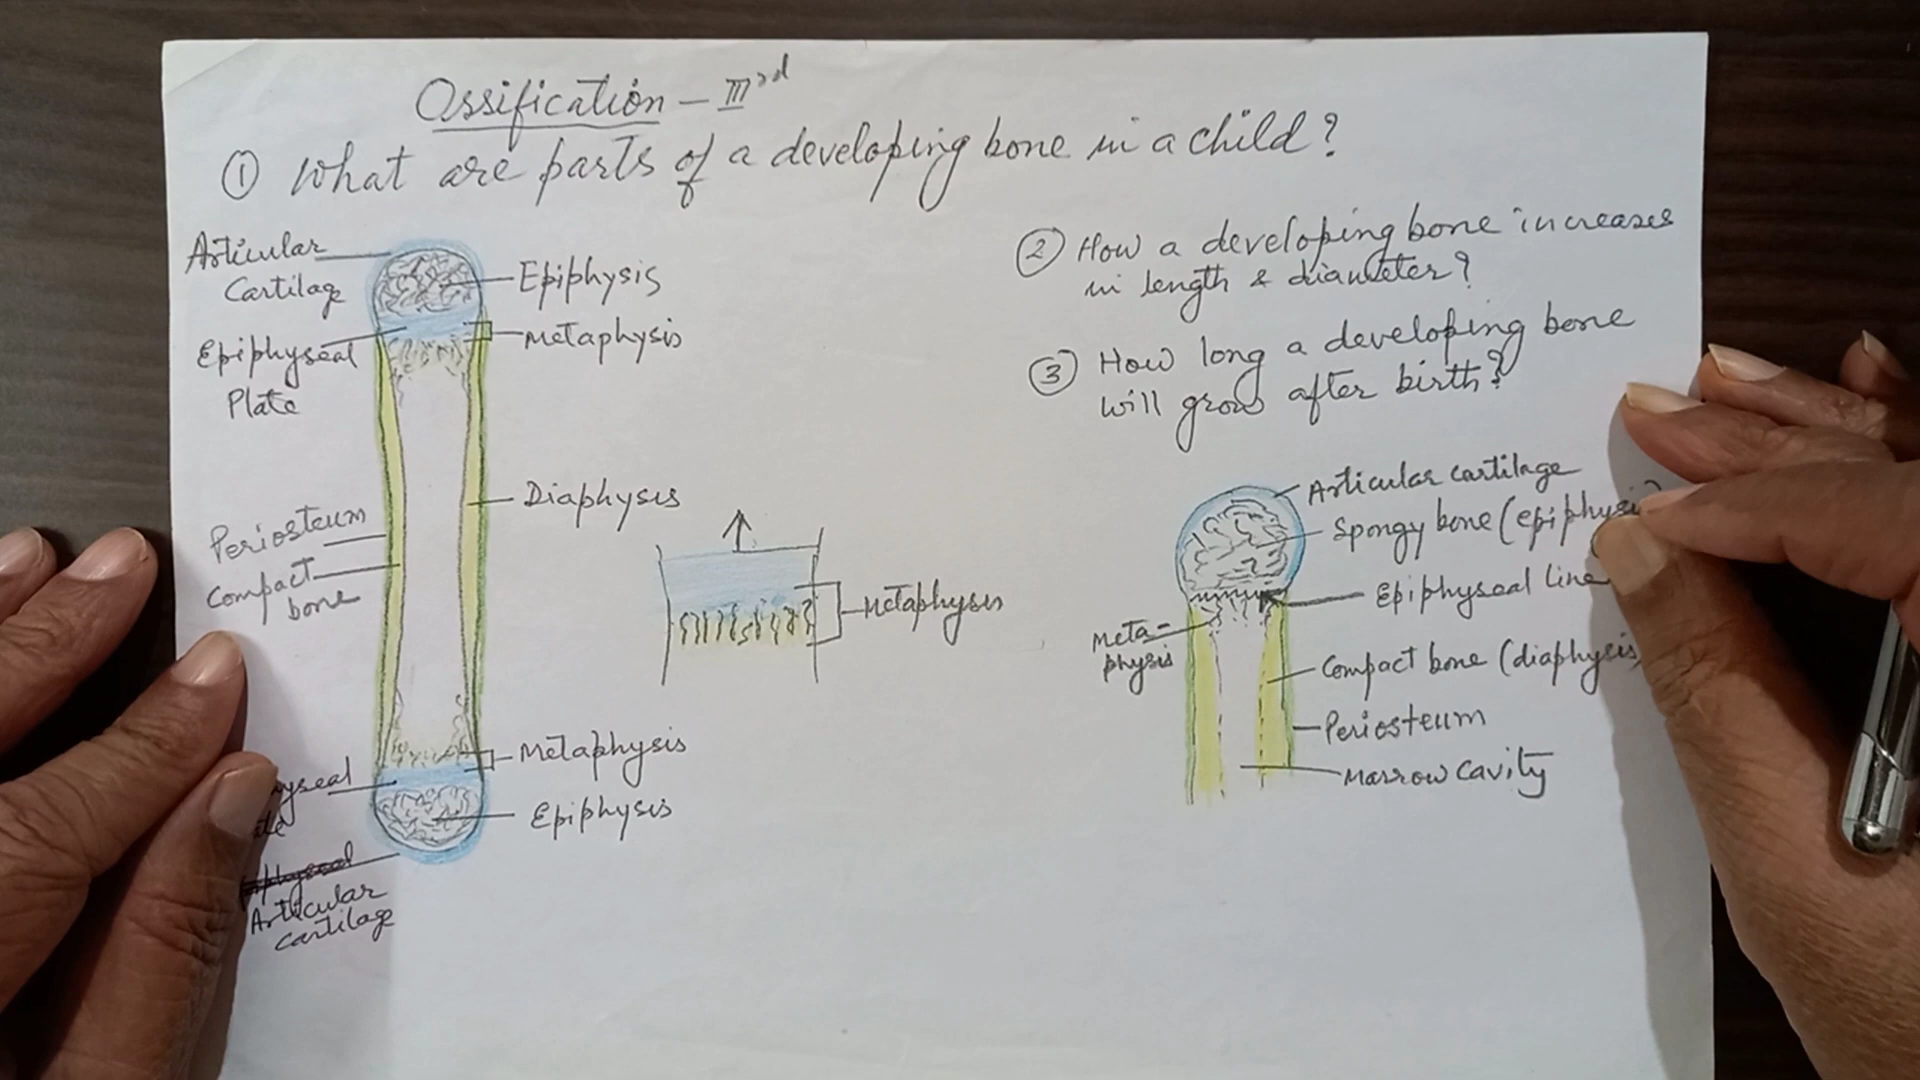 Ossification - IIIrd
① What are parts of a developing bone in a child?
Articular
Cartilage
Epiphyseal
Plate
Periosteum
Compact
bone
Articular
Cartilage
Epiphysis
Metaphysis
Diaphysis
Metaphysis
Epiphysis
Metaphysis
② How a developing bone increases
in length & diameter?
③ How long a developing bone
will grow after birth?
Articular cartilage
Spongy bone
Epiphyseal Line
Meta-
physis
Compact bone (diaphysis)
Periosteum
Marrow Cavity